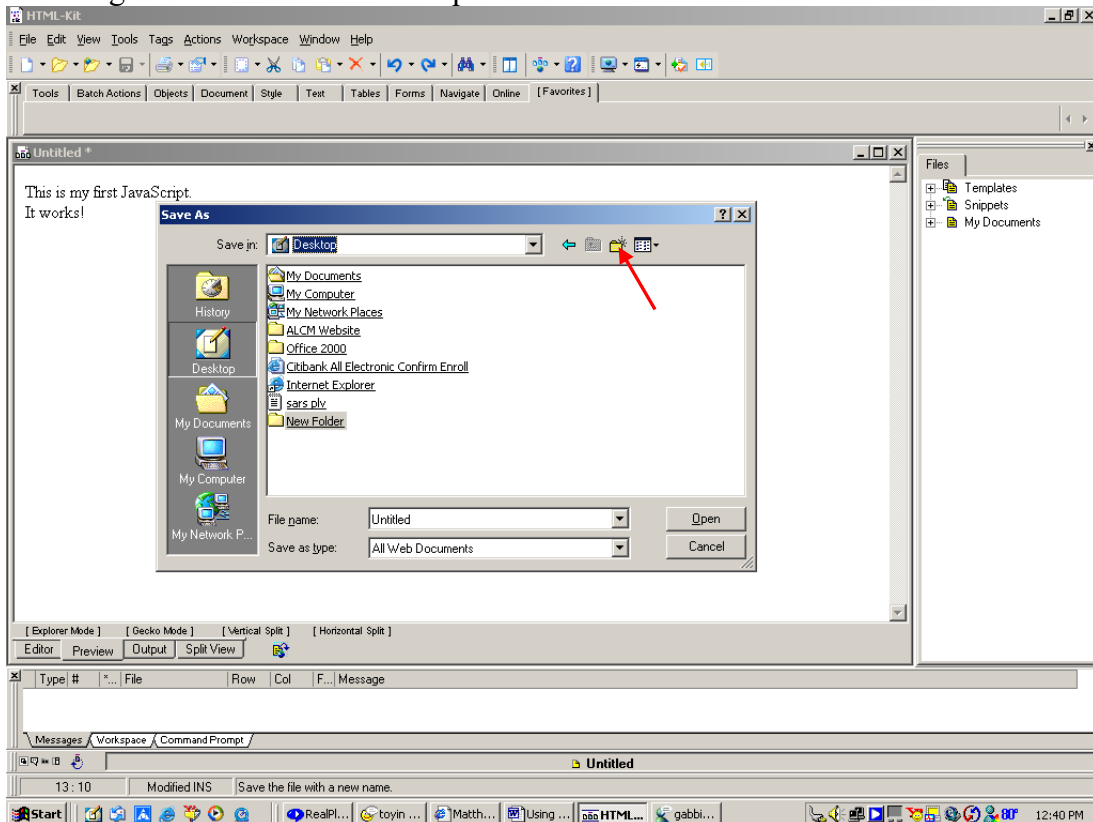 HTML-Kit
File Edit View Tools Tags Actions Workspace Window Help
Tools Batch Actions Objects Document Style Text Tables Forms Navigate Online [Favorites]
Untitled *
Files
Templates
Snippets
My Documents
This is my first JavaScript.
It works!
Save As
Save in: Desktop
History
Desktop
My Documents
My Computer
My Network P...
My Documents
My Computer
My Network Places
ALCM Website
Office 2000
Citibank All Electronic Confirm Enroll
Internet Explorer
sars ply
New Folder
File name: Untitled Open
Save as type: All Web Documents Cancel
[ Explorer Mode ] [ Gecko Mode ] [ Vertical Split ] [ Horizontal Split ]
Editor Preview Output Split View
Type # *... File Row Col F... Message
Messages Workspace Command Prompt
Untitled
13 : 10 Modified INS Save the file with a new name.
Start RealPl... toyin ... Matth... Using ... HTML... gabbi... 80° 12:40 PM